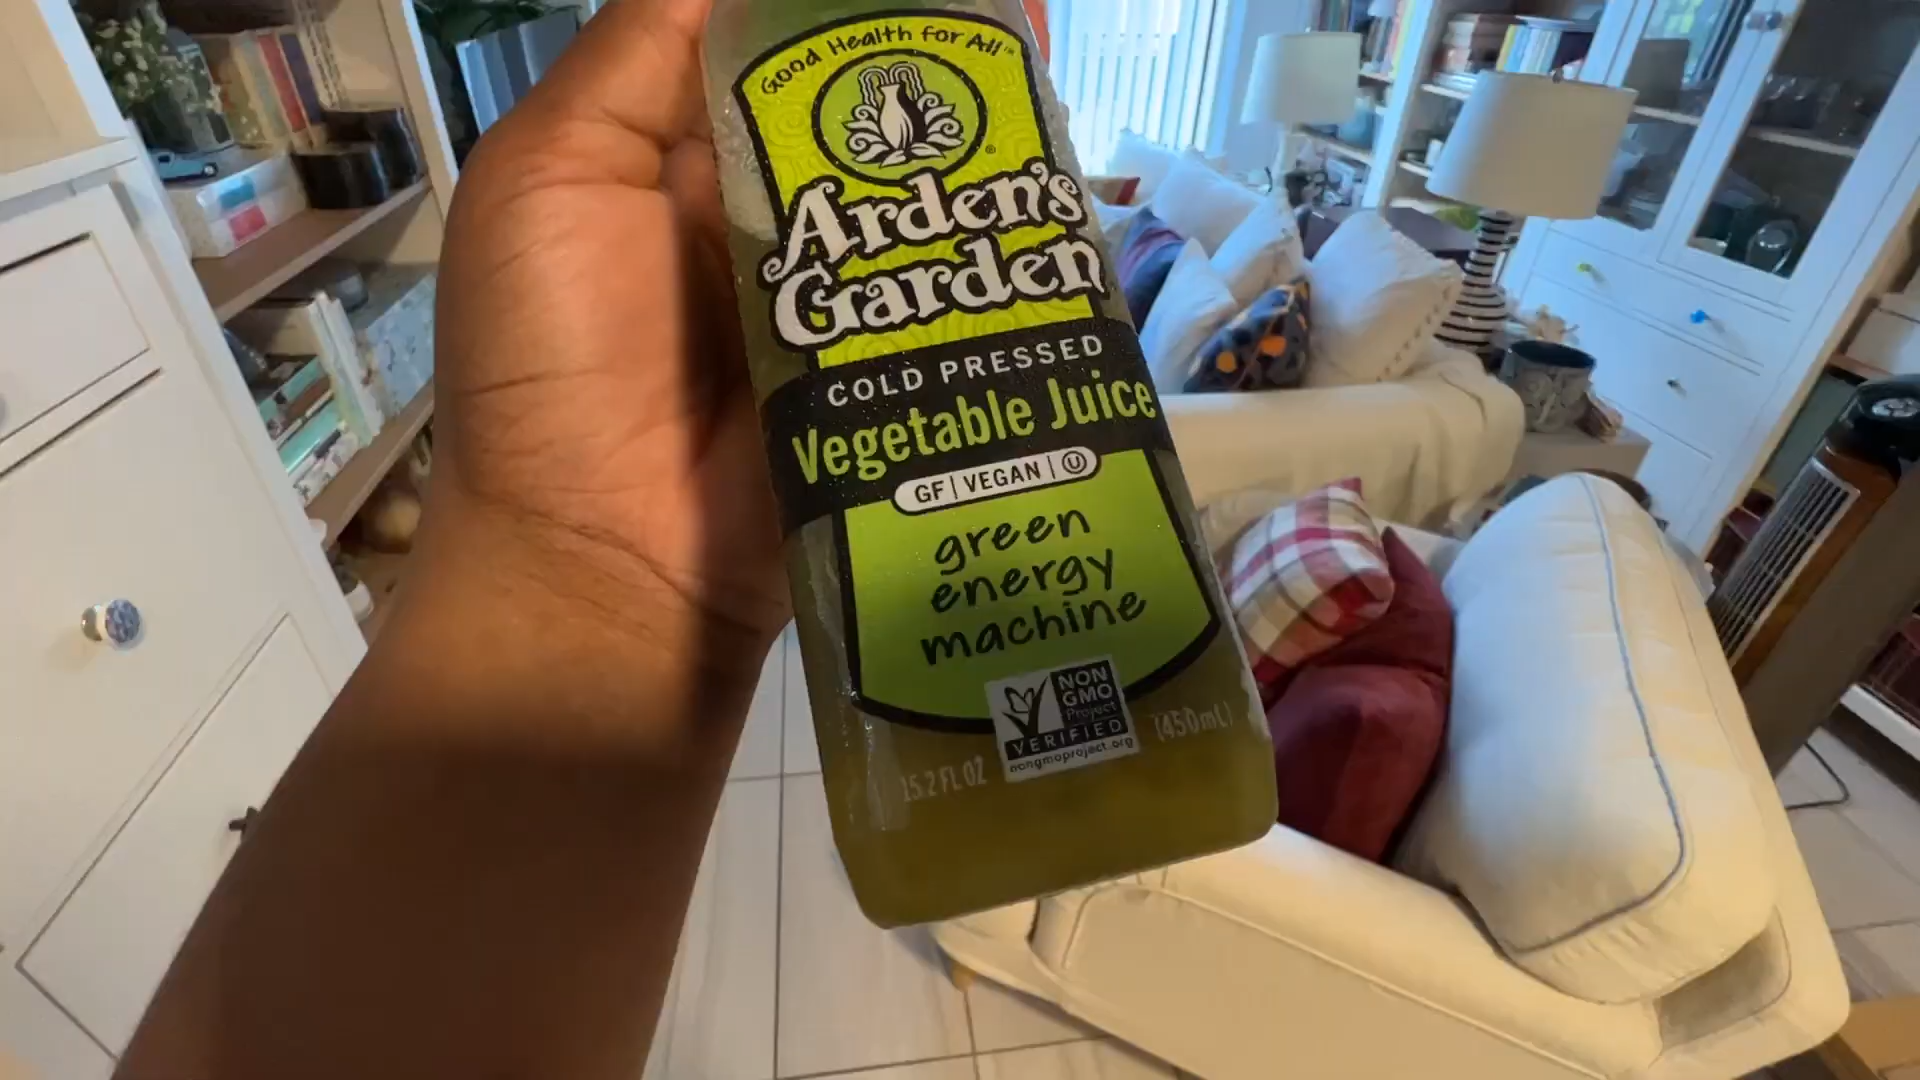 Good Health for All™
Arden's
Garden®
COLD PRESSED
Vegetable Juice
GF | VEGAN | U
green
energy
machine
NON
GMO
Project
VERIFIED
nongmoproject.org
15.2 FL OZ
(450mL)